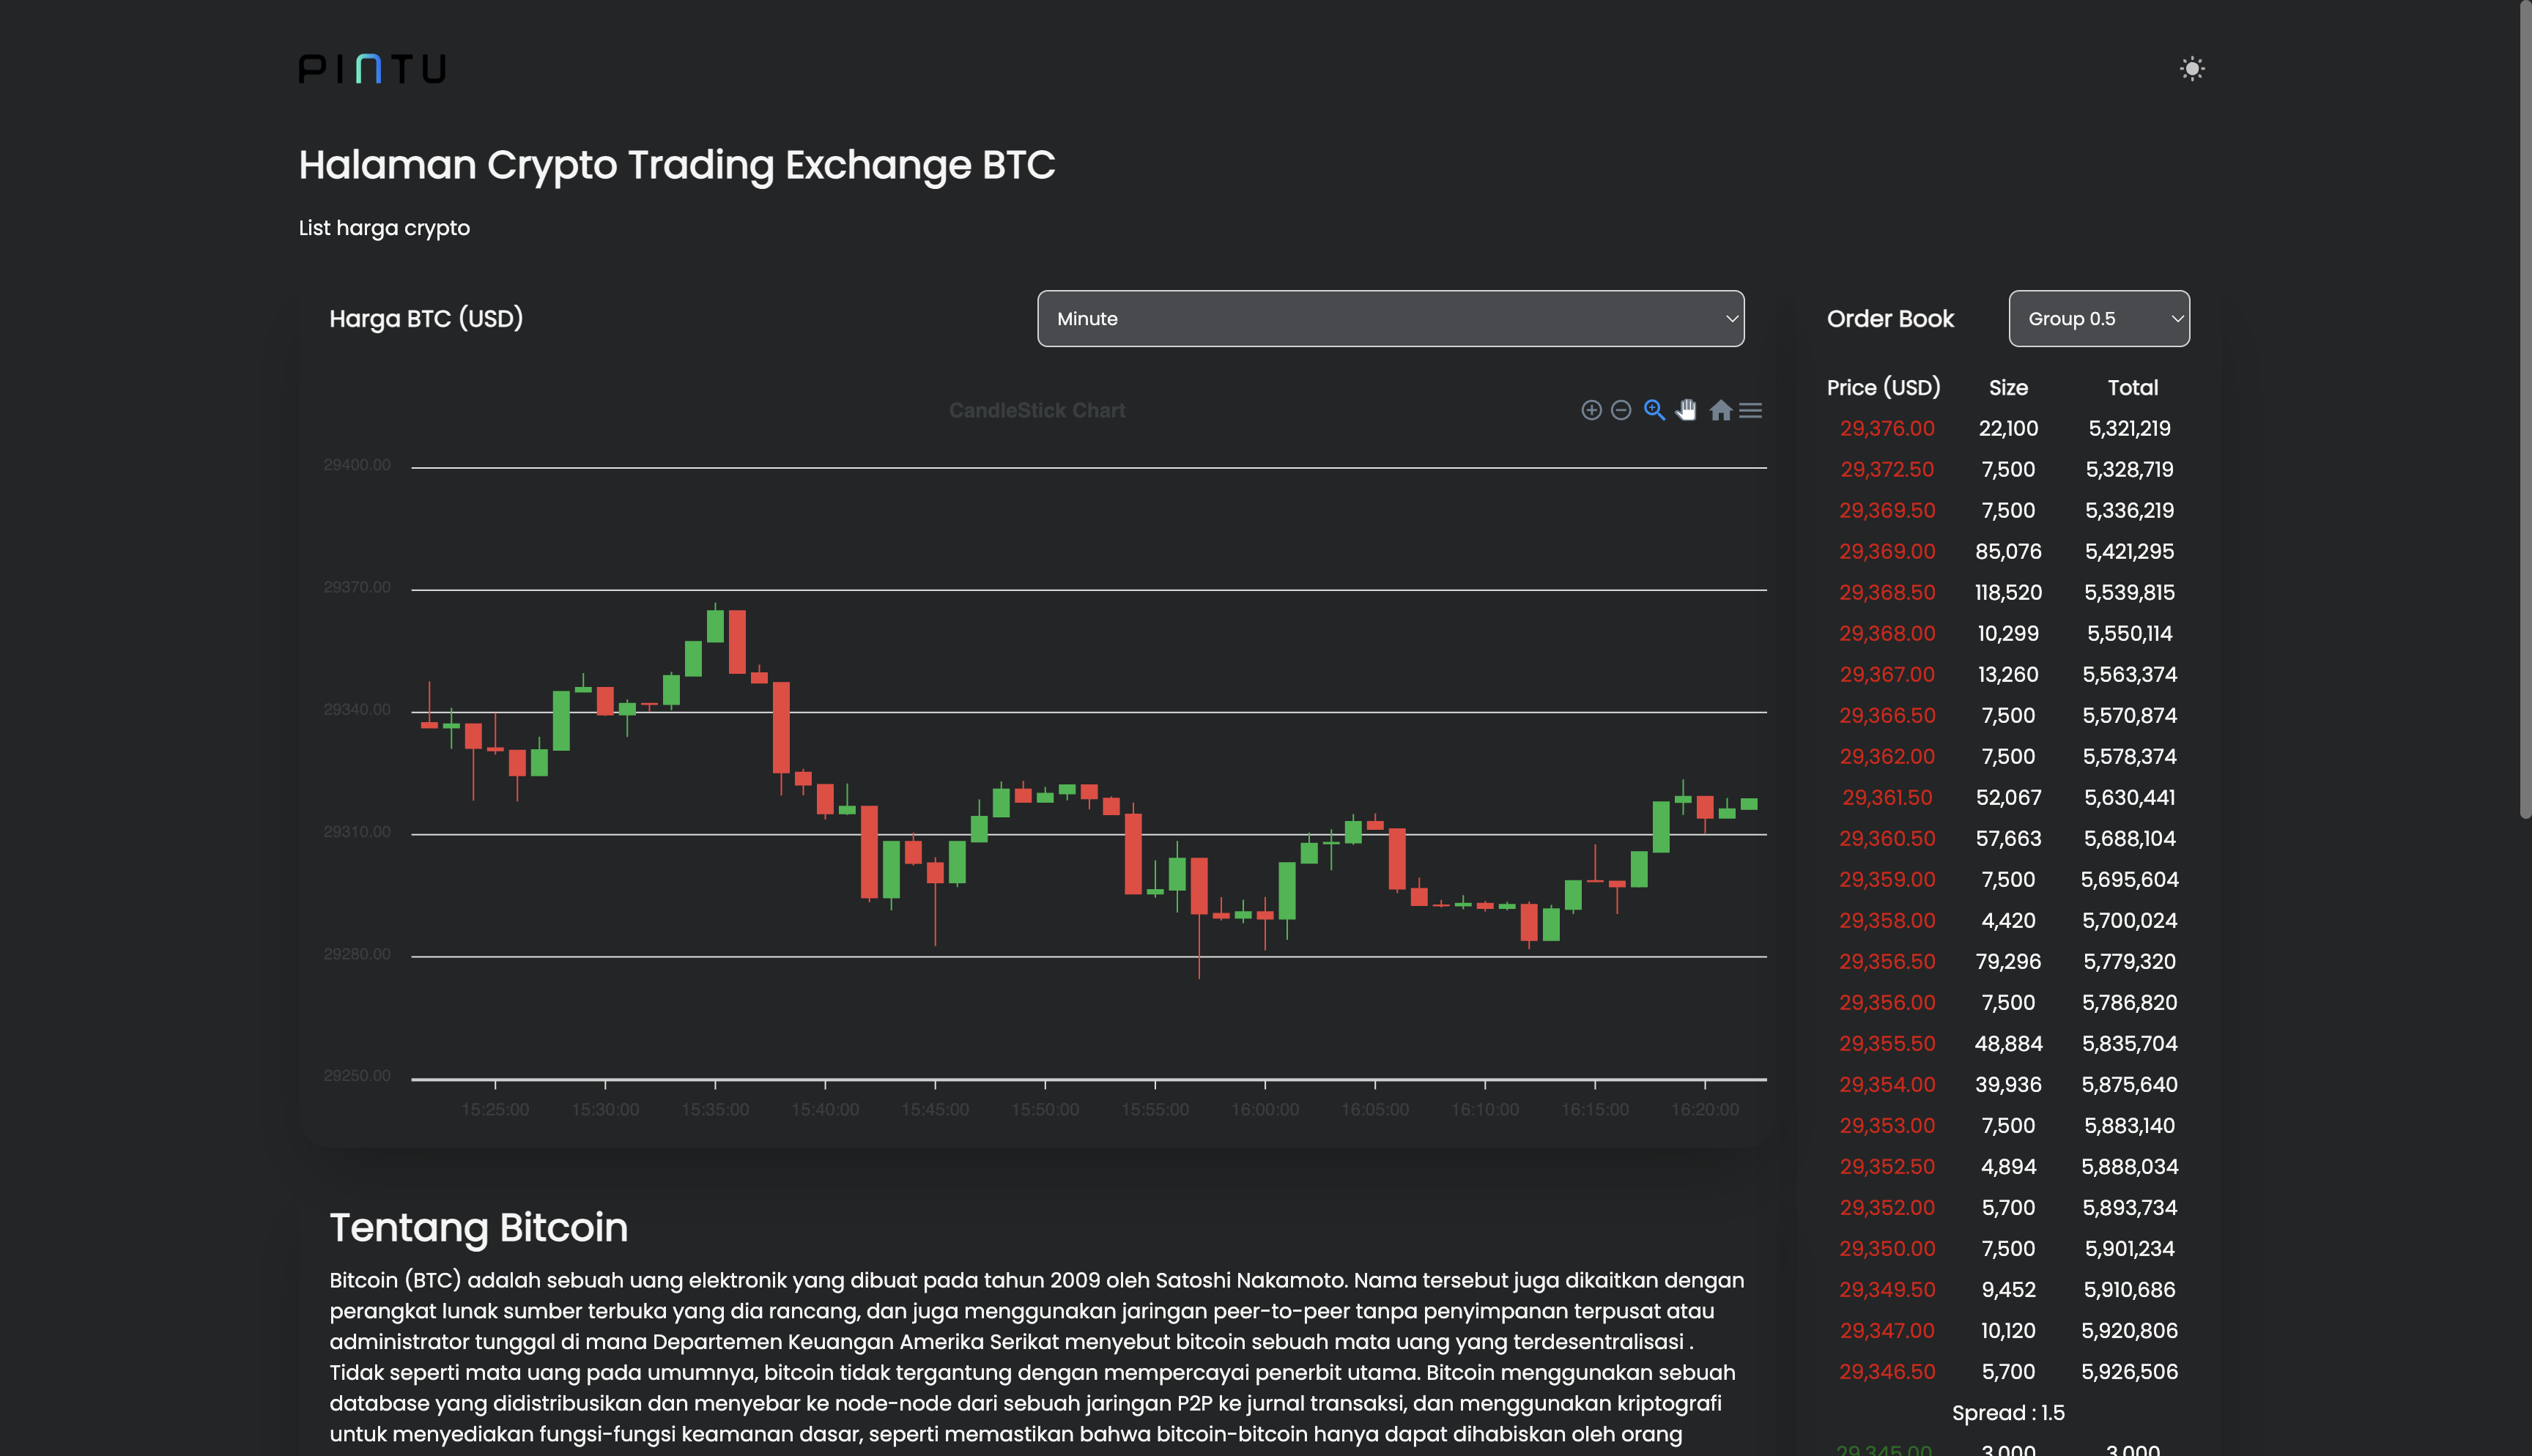 PINTU
Halaman Crypto Trading Exchange BTC
List harga crypto
Harga BTC (USD)
Minute
CandleStick Chart
29400.00
29370.00
29340.00
29310.00
29280.00
29250.00
15:25:00 15:30:00 15:35:00 15:40:00 15:45:00 15:50:00 15:55:00 16:00:00 16:05:00 16:10:00 16:15:00 16:20:00
Tentang Bitcoin
Bitcoin (BTC) adalah sebuah uang elektronik yang dibuat pada tahun 2009 oleh Satoshi Nakamoto. Nama tersebut juga dikaitkan dengan
perangkat lunak sumber terbuka yang dia rancang, dan juga menggunakan jaringan peer-to-peer tanpa penyimpanan terpusat atau
administrator tunggal di mana Departemen Keuangan Amerika Serikat menyebut bitcoin sebuah mata uang yang terdesentralisasi .
Tidak seperti mata uang pada umumnya, bitcoin tidak tergantung dengan mempercayai penerbit utama. Bitcoin menggunakan sebuah
database yang didistribusikan dan menyebar ke node-node dari sebuah jaringan P2P ke jurnal transaksi, dan menggunakan kriptografi
untuk menyediakan fungsi-fungsi keamanan dasar, seperti memastikan bahwa bitcoin-bitcoin hanya dapat dihabiskan oleh orang
Order Book
Group 0.5
Price (USD) Size Total
29,376.00 22,100 5,321,219
29,372.50 7,500 5,328,719
29,369.50 7,500 5,336,219
29,369.00 85,076 5,421,295
29,368.50 118,520 5,539,815
29,368.00 10,299 5,550,114
29,367.00 13,260 5,563,374
29,366.50 7,500 5,570,874
29,362.00 7,500 5,578,374
29,361.50 52,067 5,630,441
29,360.50 57,663 5,688,104
29,359.00 7,500 5,695,604
29,358.00 4,420 5,700,024
29,356.50 79,296 5,779,320
29,356.00 7,500 5,786,820
29,355.50 48,884 5,835,704
29,354.00 39,936 5,875,640
29,353.00 7,500 5,883,140
29,352.50 4,894 5,888,034
29,352.00 5,700 5,893,734
29,350.00 7,500 5,901,234
29,349.50 9,452 5,910,686
29,347.00 10,120 5,920,806
29,346.50 5,700 5,926,506
Spread : 1.5
29,345.00 3,000 3,000